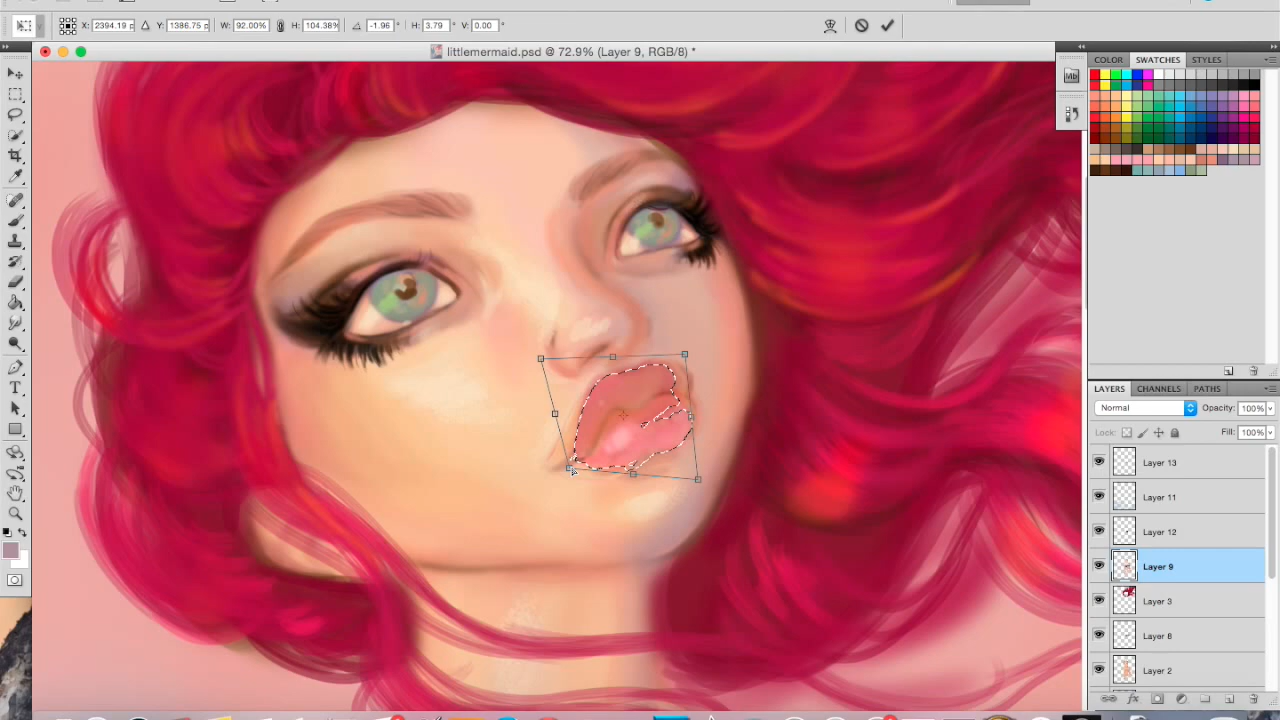 X: 2394.19 p Y: 1386.75 p W: 92.00% H: 104.38% -1.96 ° H: 3.79 ° V: 0.00 °
littlemermaid.psd @ 72.9% (Layer 9, RGB/8) *
COLOR SWATCHES STYLES
Mb
LAYERS CHANNELS PATHS
Normal Opacity: 100%
Lock: Fill: 100%
Layer 13
Layer 11
Layer 12
Layer 9
Layer 3
Layer 8
Layer 2